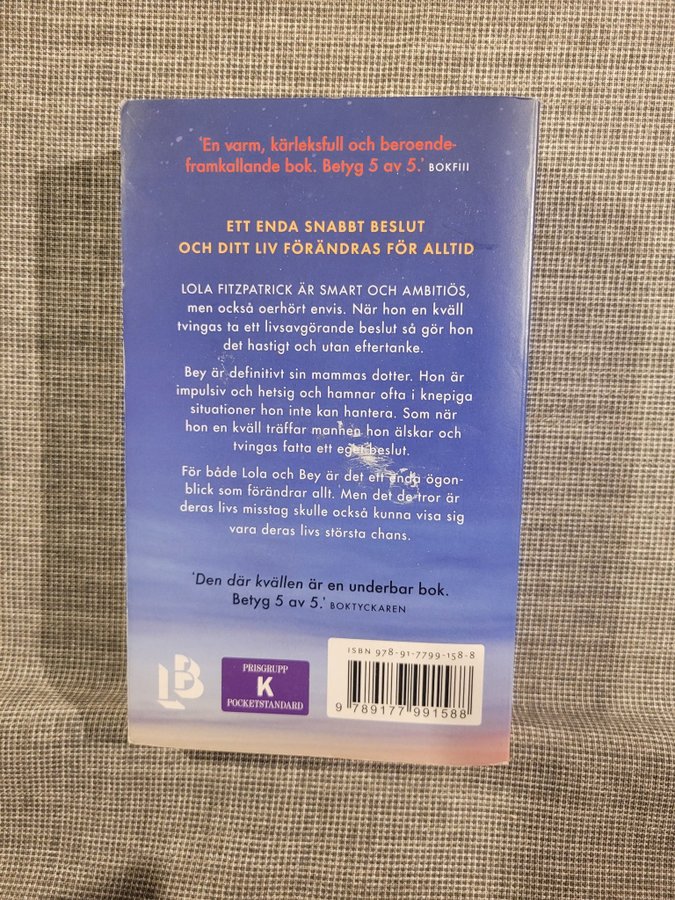 'En varm, kärleksfull och beroende-
framkallande bok. Betyg 5 av 5.' BOKFIII
ETT ENDA SNABBT BESLUT
OCH DITT LIV FÖRÄNDRAS FÖR ALLTID
LOLA FITZPATRICK ÄR SMART OCH AMBITIÖS,
men också oerhört envis. När hon en kväll
tvingas ta ett livsavgörande beslut så gör hon
det hastigt och utan eftertanke.
Bey är definitivt sin mammas dotter. Hon är
impulsiv och hetsig och hamnar ofta i knepiga
situationer hon inte kan hantera. Som när
hon en kväll träffar mannen hon älskar och
tvingas fatta ett eget beslut.
För både Lola och Bey är det ett enda ögon-
blick som förändrar allt. Men det de tror är
deras livs misstag skulle också kunna visa sig
vara deras livs största chans.
'Den där kvällen är en underbar bok.
Betyg 5 av 5.' BOKTYCKAREN
ISBN 978-91-7799-158-8
LB
PRISGRUPP
K
POCKETSTANDARD
9 789177 991588